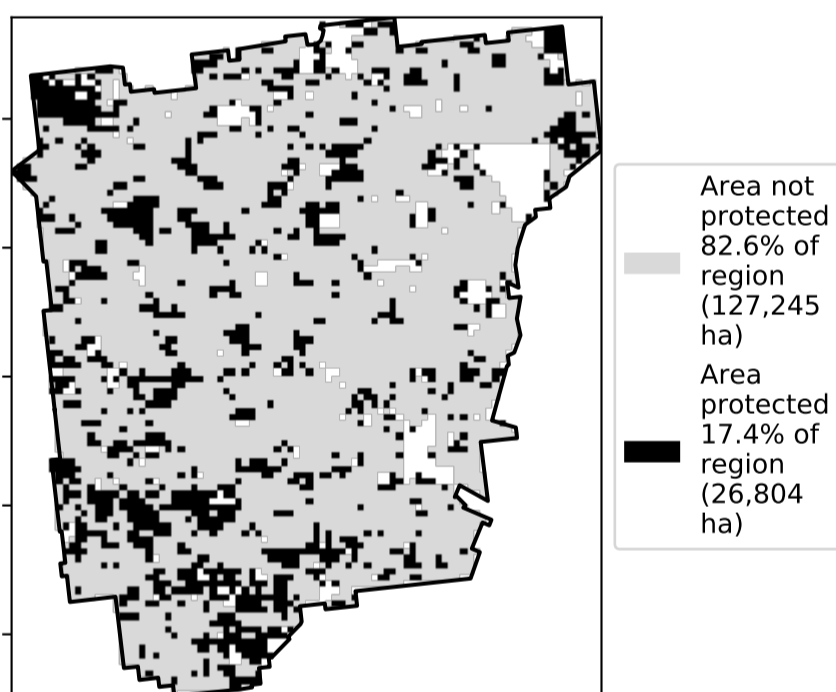 Area not
protected
82.6% of
region
(127,245
ha)
Area
protected
17.4% of
region
(26,804
ha)